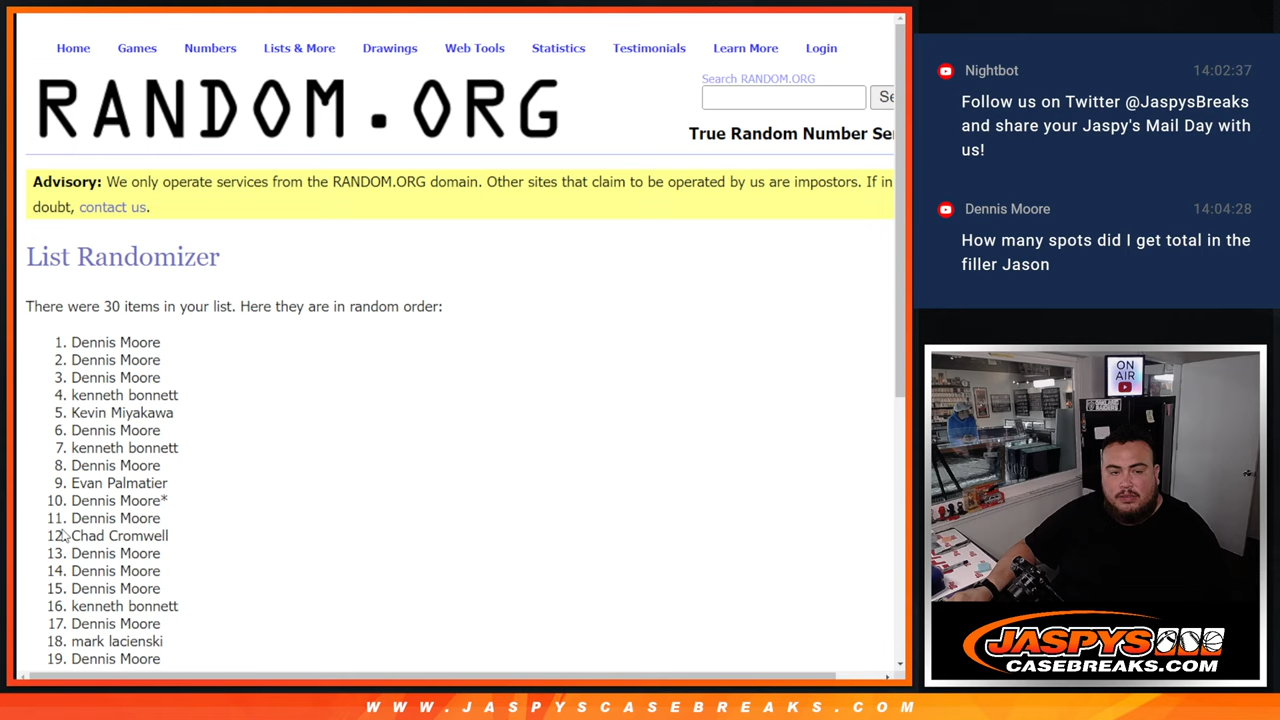 Home Games Numbers Lists & More Drawings Web Tools Statistics Testimonials Learn More Login
RANDOM.ORG
Search RANDOM.ORG
Se
True Random Number Ser
Advisory: We only operate services from the RANDOM.ORG domain. Other sites that claim to be operated by us are impostors. If in
doubt, contact us.
List Randomizer
There were 30 items in your list. Here they are in random order:
1. Dennis Moore
2. Dennis Moore
3. Dennis Moore
4. kenneth bonnett
5. Kevin Miyakawa
6. Dennis Moore
7. kenneth bonnett
8. Dennis Moore
9. Evan Palmatier
10. Dennis Moore*
11. Dennis Moore
12. Chad Cromwell
13. Dennis Moore
14. Dennis Moore
15. Dennis Moore
16. kenneth bonnett
17. Dennis Moore
18. mark lacienski
19. Dennis Moore
Nightbot 14:02:37
Follow us on Twitter @JaspysBreaks
and share your Jaspy's Mail Day with
us!
Dennis Moore 14:04:28
How many spots did I get total in the
filler Jason
ON
AIR
JASPYS
CASEBREAKS.COM
WWW.JASPYSCASEBREAKS.COM